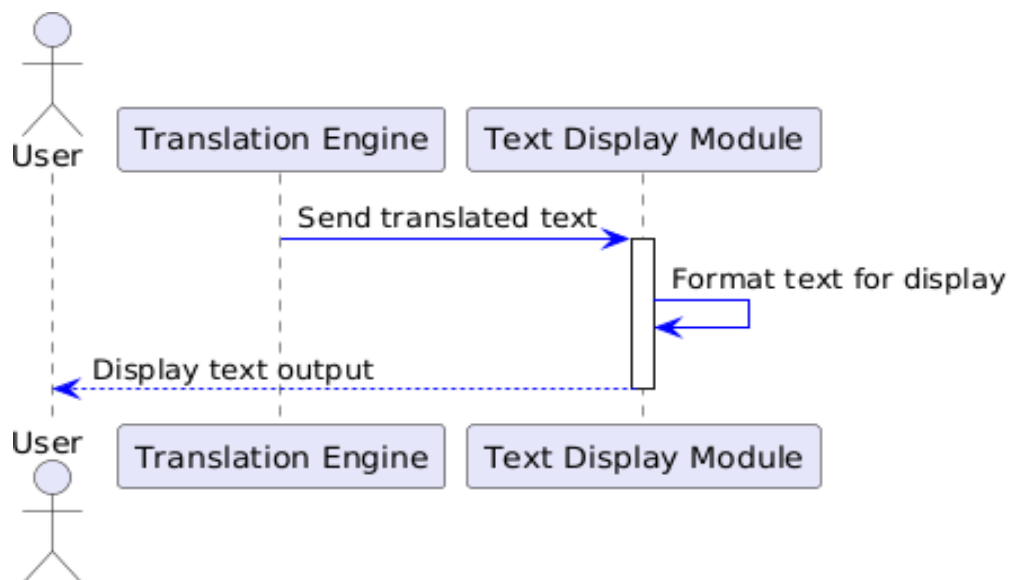 User
Translation Engine
Text Display Module
Send translated text
Format text for display
Display text output
User
Translation Engine
Text Display Module